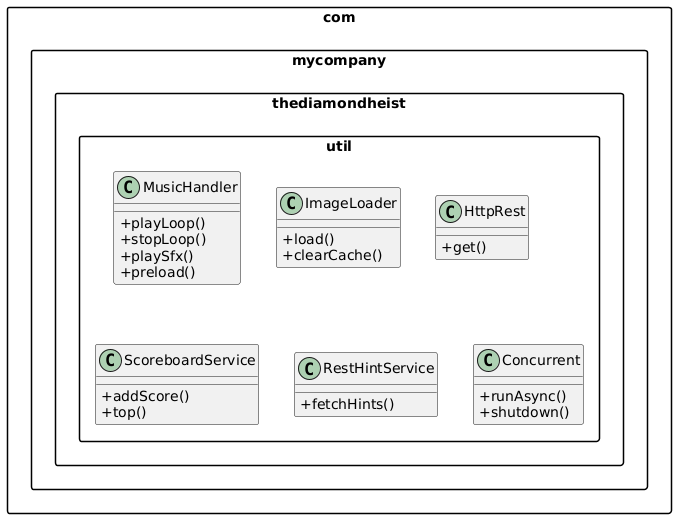 com
mycompany
thediamondheist
util
C MusicHandler
+playLoop()
+stopLoop()
+playSfx()
+preload()
C ImageLoader
+load()
+clearCache()
C HttpRest
+get()
C ScoreboardService
+addScore()
+top()
C RestHintService
+fetchHints()
C Concurrent
+runAsync()
+shutdown()